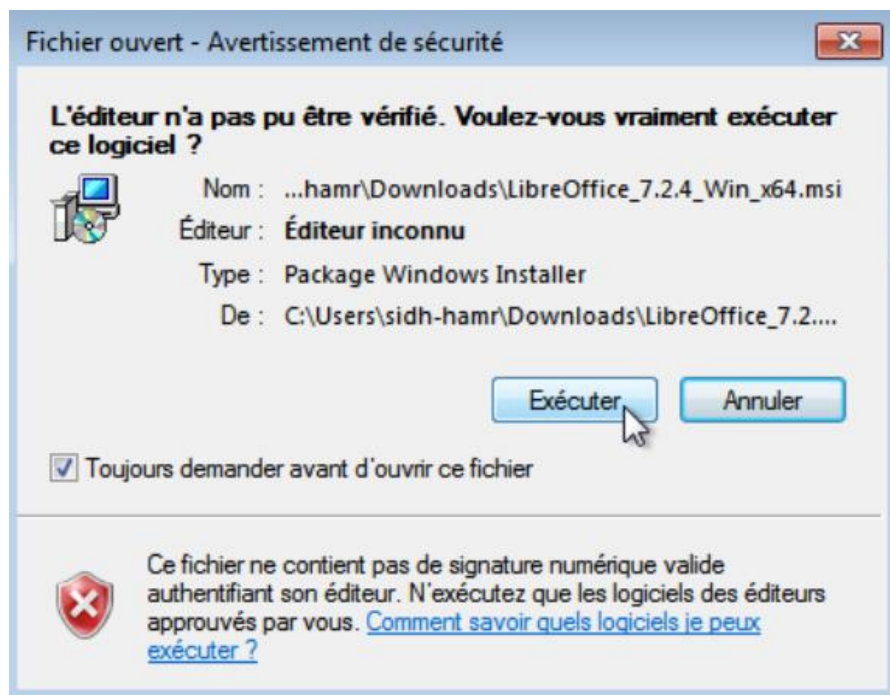 Fichier ouvert - Avertissement de sécurité
L'éditeur n'a pas pu être vérifié. Voulez-vous vraiment exécuter
ce logiciel ?
Nom : ...hamr\Downloads\LibreOffice_7.2.4_Win_x64.msi
Éditeur : Éditeur inconnu
Type : Package Windows Installer
De : C:\Users\sidh-hamr\Downloads\LibreOffice_7.2....
Exécuter Annuler
Toujours demander avant d'ouvrir ce fichier
Ce fichier ne contient pas de signature numérique valide
authentifiant son éditeur. N'exécutez que les logiciels des éditeurs
approuvés par vous. Comment savoir quels logiciels je peux
exécuter ?